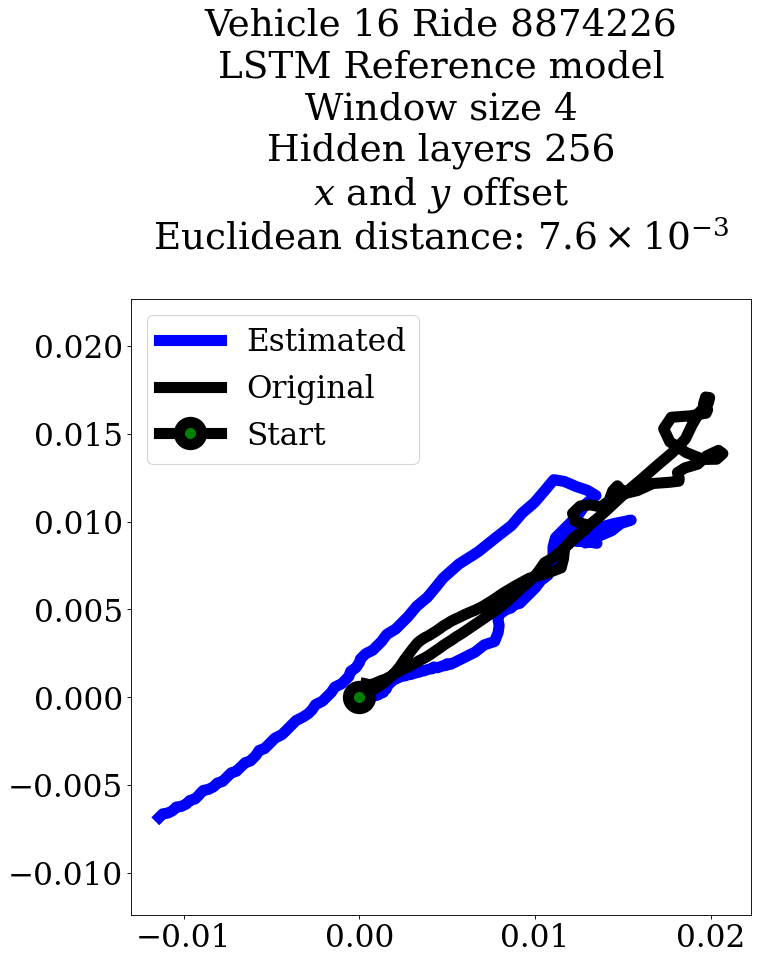 Vehicle 16 Ride 8874226
LSTM Reference model
Window size 4
Hidden layers 256
x and y offset
Euclidean distance: 7.6 × 10⁻³
Estimated
Original
Start
0.020
0.015
0.010
0.005
0.000
−0.005
−0.010
−0.01 0.00 0.01 0.02